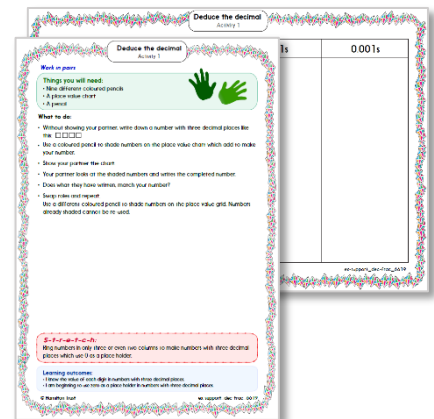 Deduce the decimal
Activity 1
1s
0.001s
eo-support_dec-frac_6619
Deduce the decimal
Activity 1
Work in pairs
Things you will need:
• Nine different coloured pencils
• A place value chart
• A pencil
What to do:
• Without showing your partner, write down a number with three decimal places like
this: □.□□□
• Use a coloured pencil to shade numbers on the place value chart which add to make
your number.
• Show your partner the chart.
• Your partner looks at the shaded numbers and writes the completed number.
• Does what they have written, match your number?
• Swap roles and repeat.
Use a different coloured pencil to shade numbers on the place value grid. Numbers
already shaded cannot be re used.
S-t-r-e-t-c-h:
Ring numbers in only three or even two columns to make numbers with three decimal
places which use 0 as a place holder.
Learning outcomes:
• I know the value of each digit in numbers with three decimal places.
• I am beginning to use zero as a place holder in numbers with three decimal places.
© Hamilton Trust
eo-support_dec-frac_6619